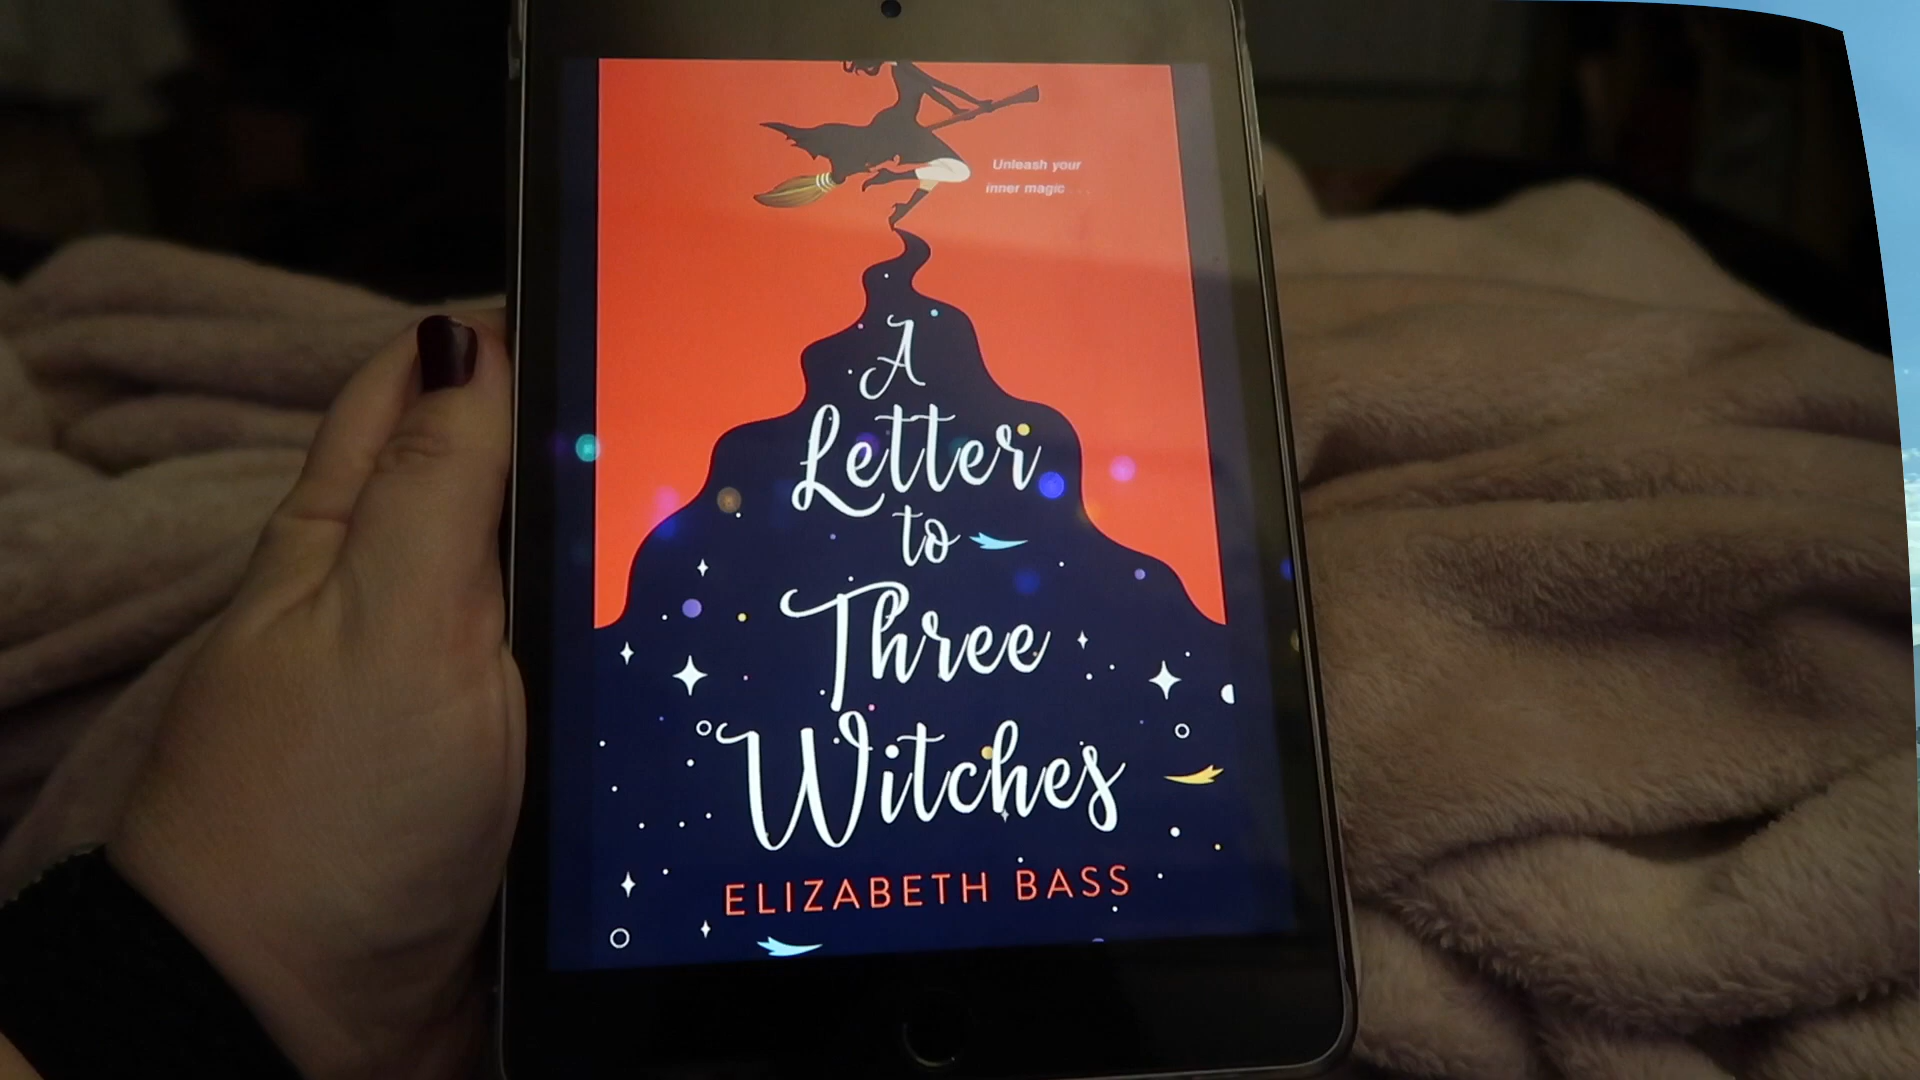 Unleash your
inner magic
A
Letter
to
Three
Witches
ELIZABETH BASS